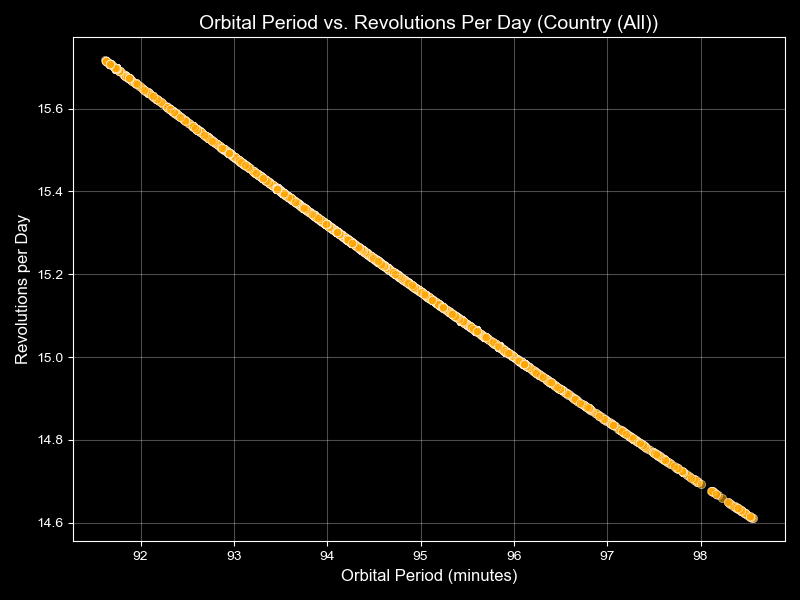 Orbital Period vs. Revolutions Per Day (Country (All))
Revolutions per Day
15.6
15.4
15.2
15.0
14.8
14.6
92 93 94 95 96 97 98
Orbital Period (minutes)